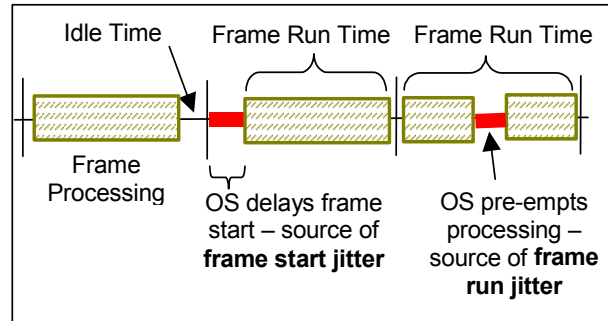 Idle Time
Frame Run Time
Frame Run Time
Frame
Processing
OS delays frame
start – source of
frame start jitter
OS pre-empts
processing –
source of frame
run jitter